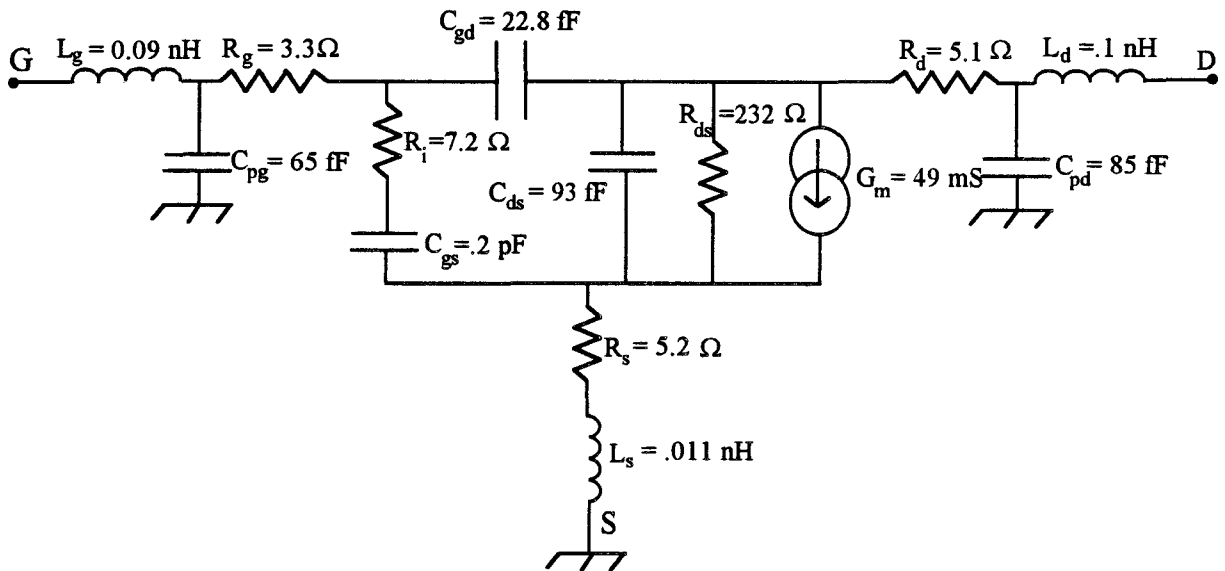 C_gd = 22.8 fF
G
L_g = 0.09 nH
R_g = 3.3Ω
R_d = 5.1 Ω
L_d = .1 nH
D
R_i =7.2 Ω
R_ds =232 Ω
C_pg = 65 fF
C_ds = 93 fF
G_m = 49 mS
C_pd = 85 fF
C_gs = .2 pF
R_s = 5.2 Ω
L_s = .011 nH
S